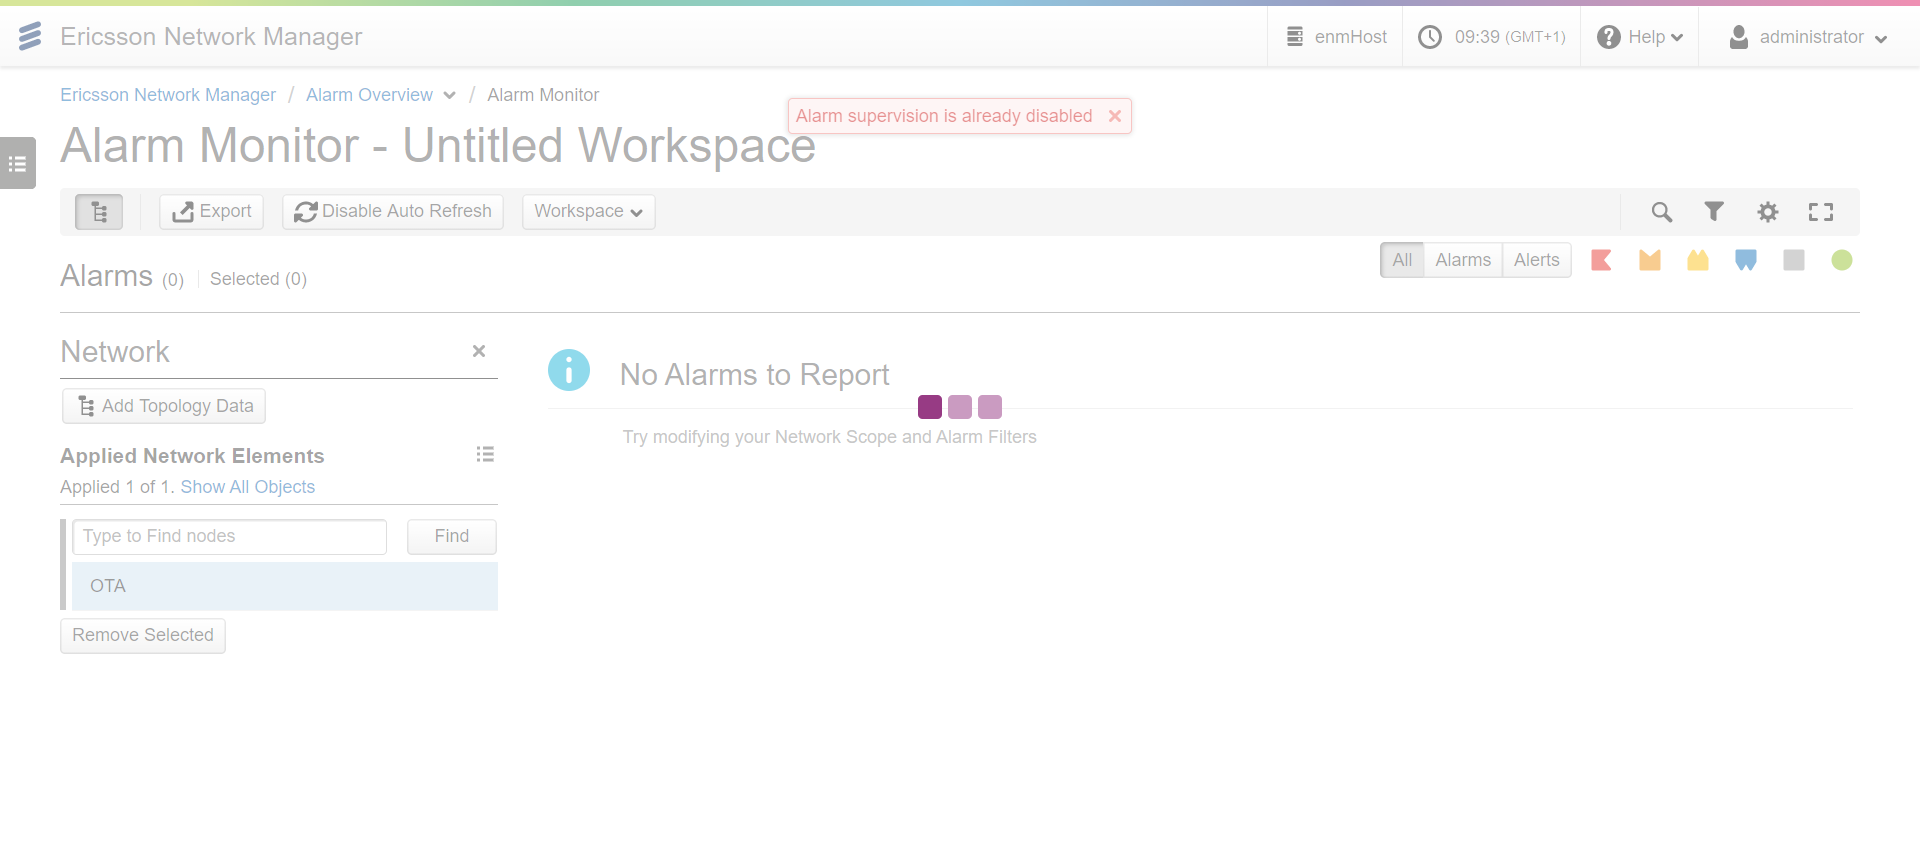 Ericsson Network Manager
enmHost
09:39 (GMT+1)
Help
administrator
Ericsson Network Manager / Alarm Overview / Alarm Monitor
Alarm supervision is already disabled
Alarm Monitor - Untitled Workspace
Export
Disable Auto Refresh
Workspace
Alarms (0)
Selected (0)
All
Alarms
Alerts
Network
Add Topology Data
Applied Network Elements
Applied 1 of 1. Show All Objects
Type to Find nodes
Find
OTA
Remove Selected
No Alarms to Report
Try modifying your Network Scope and Alarm Filters